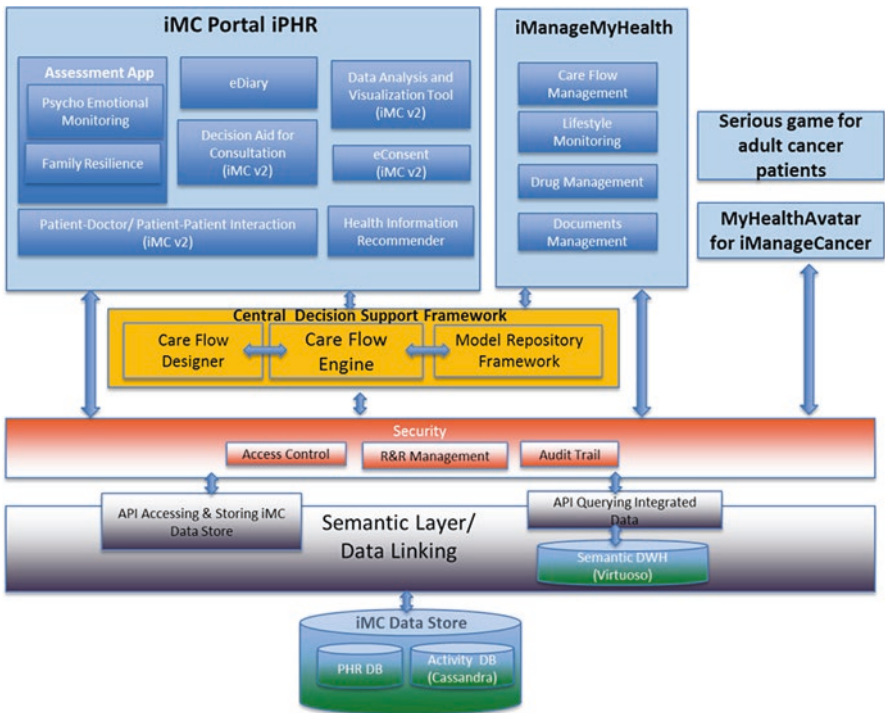 iMC Portal iPHR
Assessment App
Psycho Emotional
Monitoring
Family Resilience
eDiary
Decision Aid for
Consultation
(iMC v2)
Data Analysis and
Visualization Tool
(iMC v2)
eConsent
(iMC v2)
Patient-Doctor/ Patient-Patient Interaction
(iMC v2)
Health Information
Recommender
iManageMyHealth
Care Flow
Management
Lifestyle
Monitoring
Drug Management
Documents
Management
Serious game for
adult cancer
patients
MyHealthAvatar
for iManageCancer
Central Decision Support Framework
Care Flow
Designer
Care Flow
Engine
Model Repository
Framework
Security
Access Control
R&R Management
Audit Trail
API Accessing & Storing iMC
Data Store
Semantic Layer/
Data Linking
API Querying Integrated
Data
Semantic DWH
(Virtuoso)
iMC Data Store
PHR DB
Activity DB
(Cassandra)